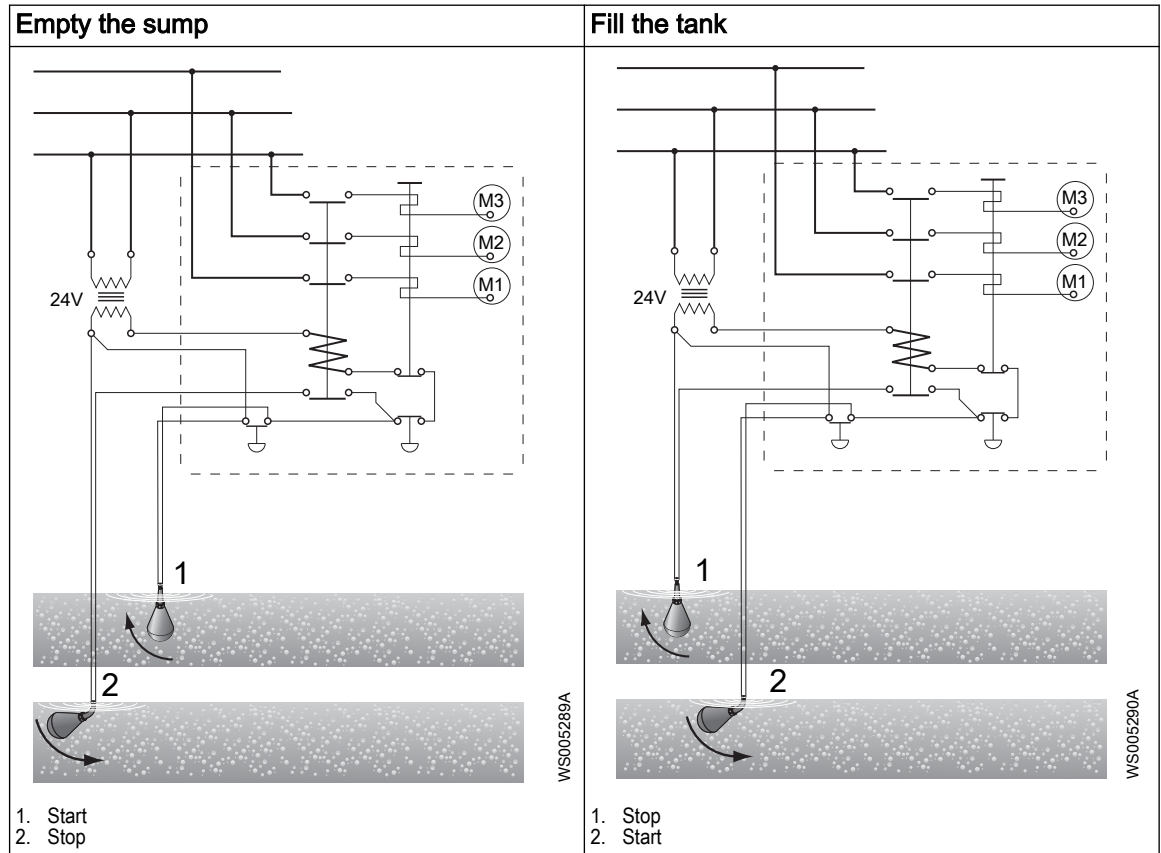 Empty the sump
Fill the tank
M3
M2
M1
24V
1
2
WS005289A
1. Start
2. Stop
M3
M2
M1
24V
1
2
WS005290A
1. Stop
2. Start